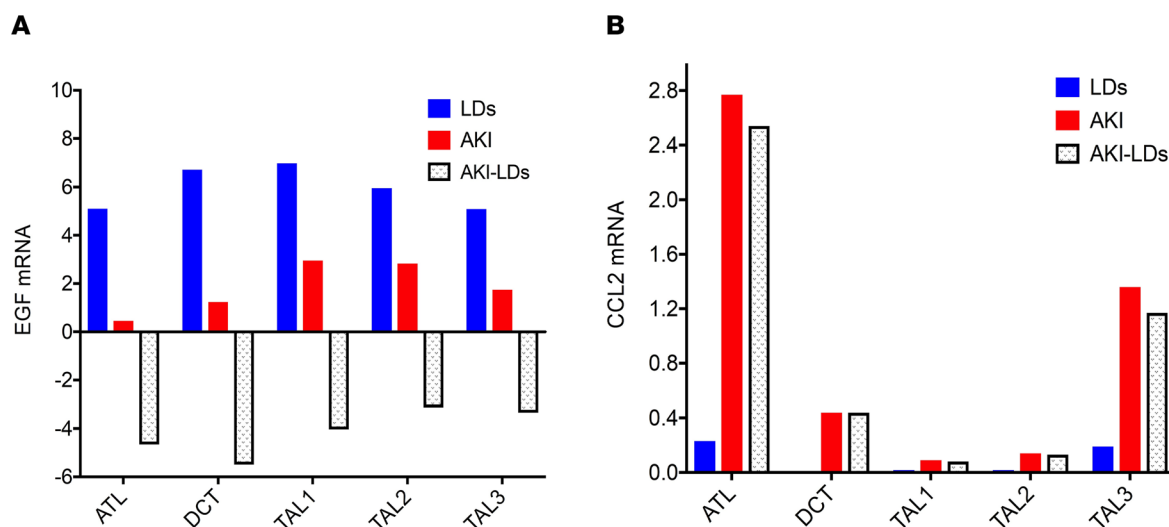 A
EGF mRNA
10
8
6
4
2
0
-2
-4
-6
LDs
AKI
AKI-LDs
ATL
DCT
TAL1
TAL2
TAL3
B
CCL2 mRNA
2.8
2.4
2.0
1.6
1.2
0.8
0.4
0.0
LDs
AKI
AKI-LDs
ATL
DCT
TAL1
TAL2
TAL3